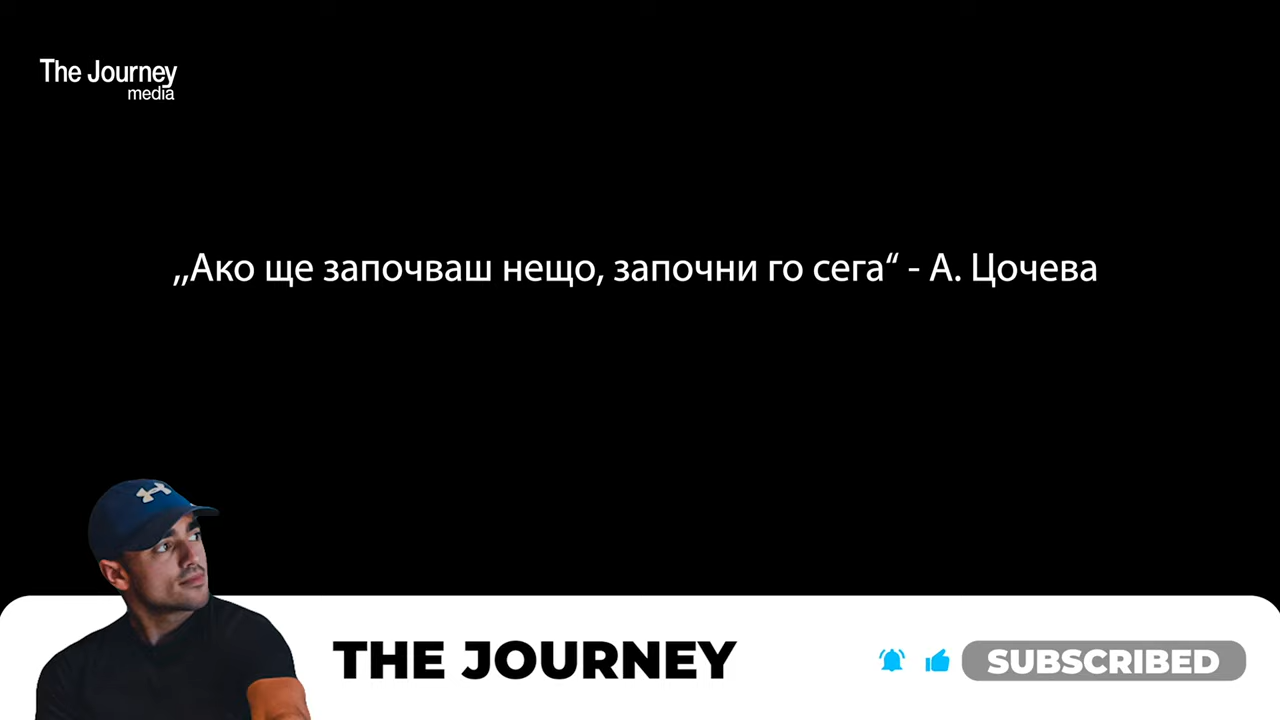 The Journey
media
,,Ако ще започваш нещо, започни го сега“ - А. Цочева
THE JOURNEY
SUBSCRIBED